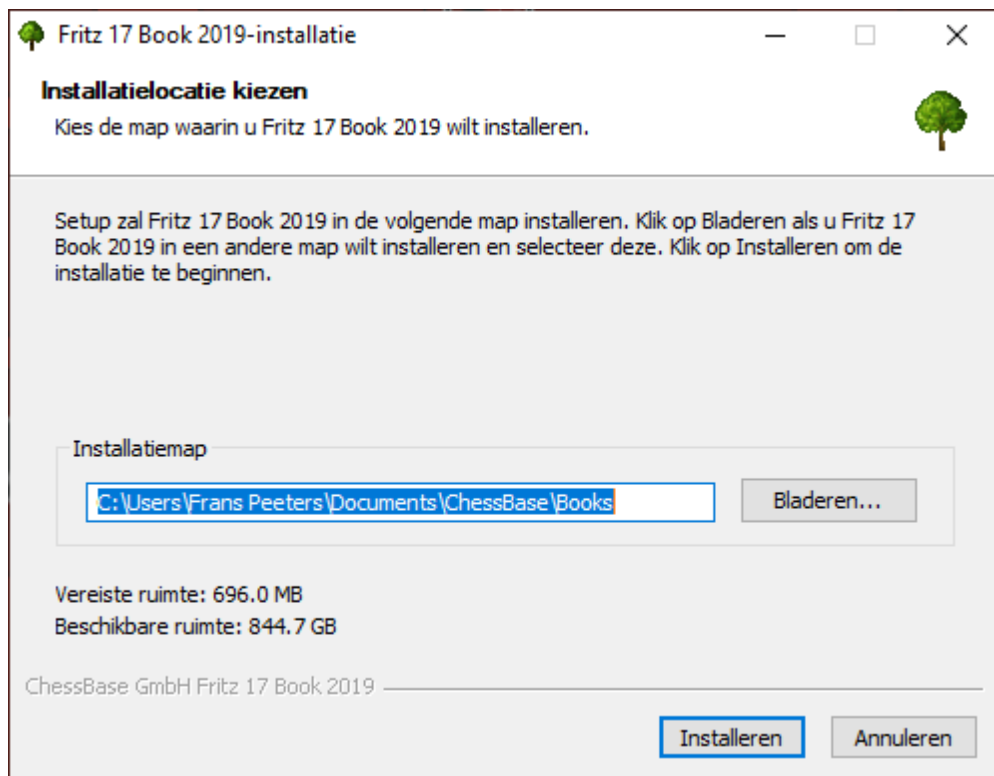 Fritz 17 Book 2019-installatie
Installatielocatie kiezen
Kies de map waarin u Fritz 17 Book 2019 wilt installeren.
Setup zal Fritz 17 Book 2019 in de volgende map installeren. Klik op Bladeren als u Fritz 17
Book 2019 in een andere map wilt installeren en selecteer deze. Klik op Installeren om de
installatie te beginnen.
Installatiemap
C:\Users\Frans Peeters\Documents\ChessBase\Books
Bladeren...
Vereiste ruimte: 696.0 MB
Beschikbare ruimte: 844.7 GB
ChessBase GmbH Fritz 17 Book 2019
Installeren
Annuleren